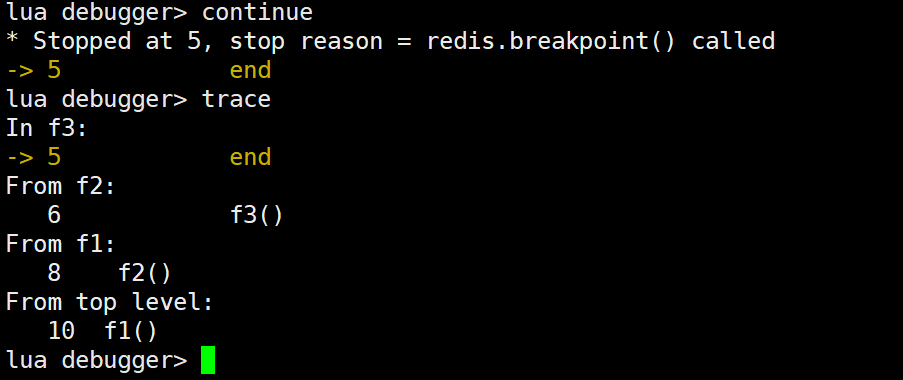 lua debugger> continue
* Stopped at 5, stop reason = redis.breakpoint() called
-> 5            end
lua debugger> trace
In f3:
-> 5            end
From f2:
   6            f3()
From f1:
   8    f2()
From top level:
   10  f1()
lua debugger>